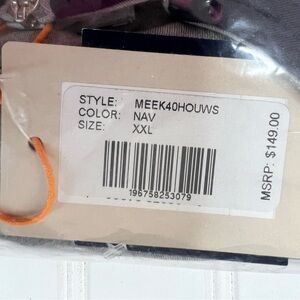 STYLE: MEEK40HOUWS
COLOR: NAV
SIZE: XXL
196758253079
MSRP: $149.00